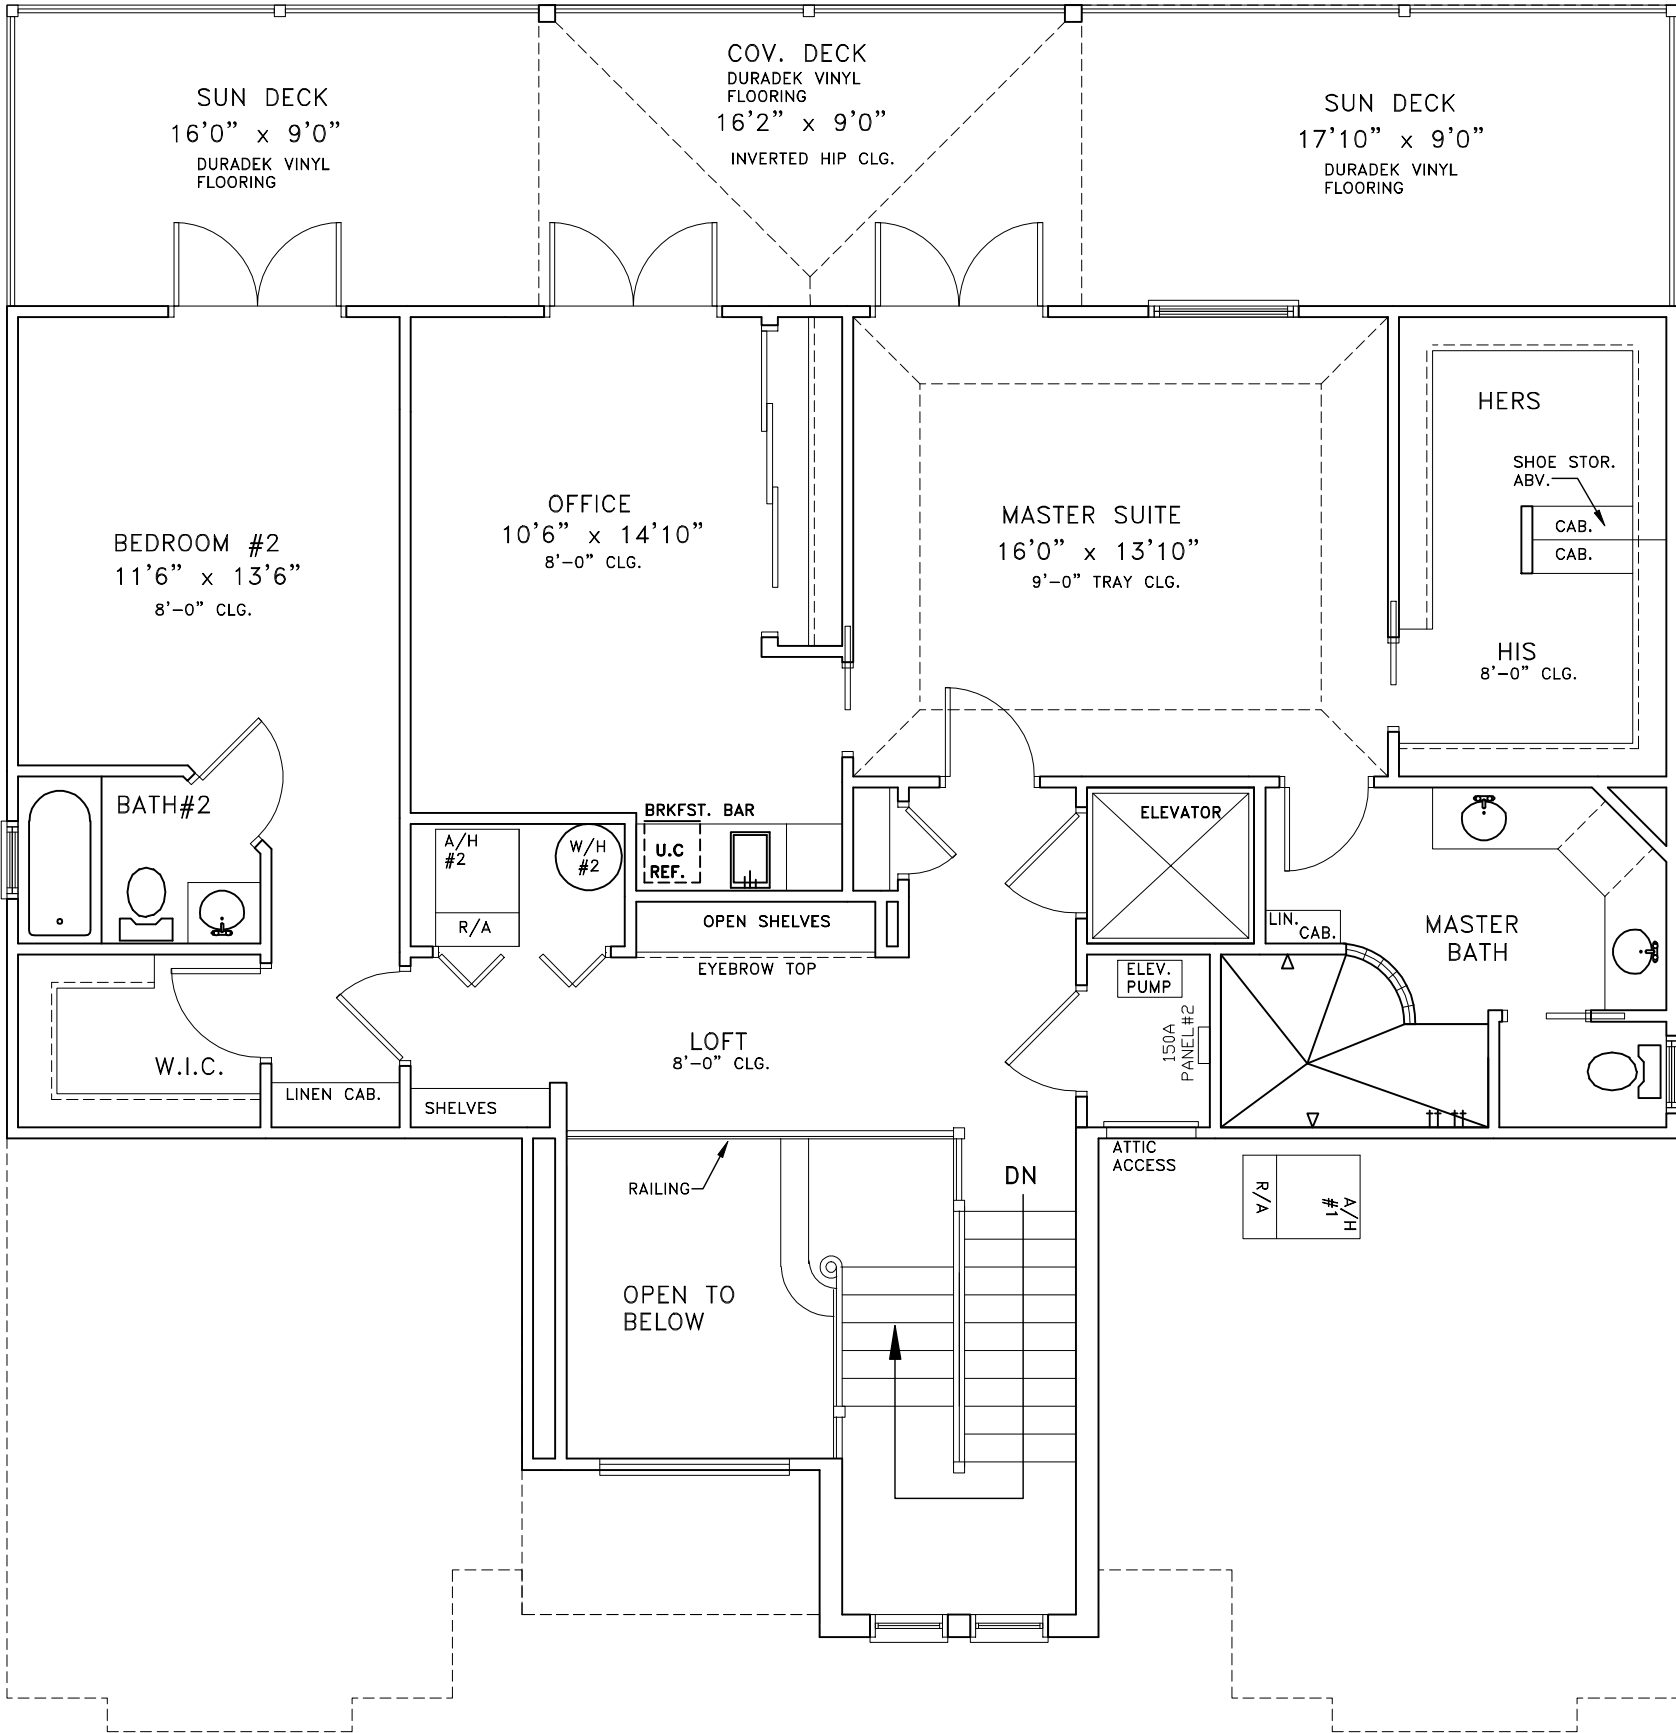 SUN DECK
16'0" x 9'0"
DURADEK VINYL
FLOORING
COV. DECK
DURADEK VINYL
FLOORING
16'2" x 9'0"
INVERTED HIP CLG.
SUN DECK
17'10" x 9'0"
DURADEK VINYL
FLOORING
BEDROOM #2
11'6" x 13'6"
8'-0" CLG.
OFFICE
10'6" x 14'10"
8'-0" CLG.
MASTER SUITE
16'0" x 13'10"
9'-0" TRAY CLG.
HERS
SHOE STOR.
ABV.
CAB.
CAB.
HIS
8'-0" CLG.
BATH#2
A/H
#2
W/H
#2
R/A
BRKFST. BAR
U.C
REF.
OPEN SHELVES
EYEBROW TOP
ELEVATOR
LIN.
CAB.
MASTER
BATH
ELEV.
PUMP
150A
PANEL#2
W.I.C.
LINEN CAB.
SHELVES
LOFT
8'-0" CLG.
RAILING
DN
ATTIC
ACCESS
A/H
#1
R/A
OPEN TO
BELOW